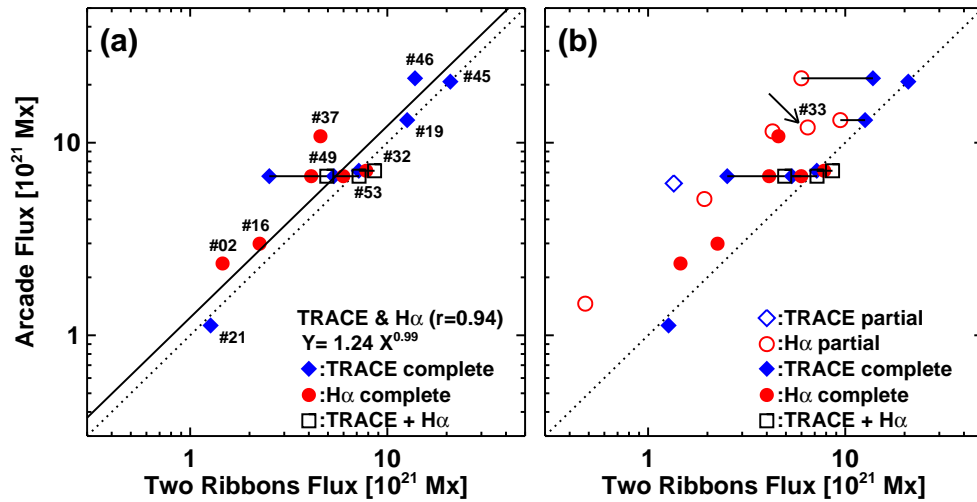 (a)
#46
#45
#37
#19
#49
#32
#53
#16
#02
#21
TRACE & Hα (r=0.94)
Y= 1.24 X^0.99
:TRACE complete
:Hα complete
:TRACE + Hα
10
1
Arcade Flux [10^21 Mx]
1
10
Two Ribbons Flux [10^21 Mx]
(b)
#33
:TRACE partial
:Hα partial
:TRACE complete
:Hα complete
:TRACE + Hα
1
10
Two Ribbons Flux [10^21 Mx]